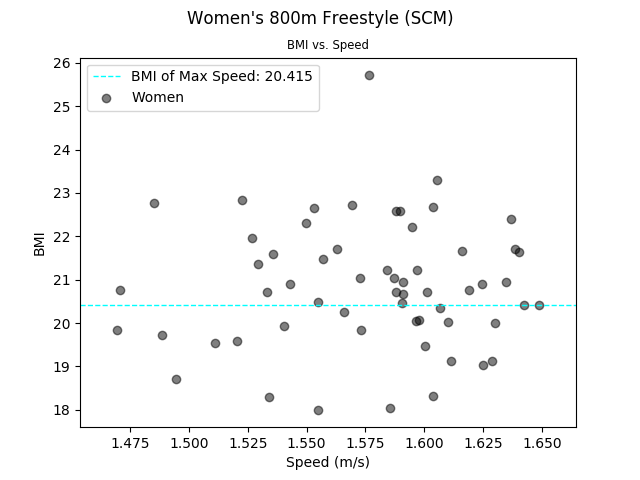 Women's 800m Freestyle (SCM)
BMI vs. Speed
BMI of Max Speed: 20.415
Women
26
25
24
23
22
21
20
19
18
BMI
1.475 1.500 1.525 1.550 1.575 1.600 1.625 1.650
Speed (m/s)